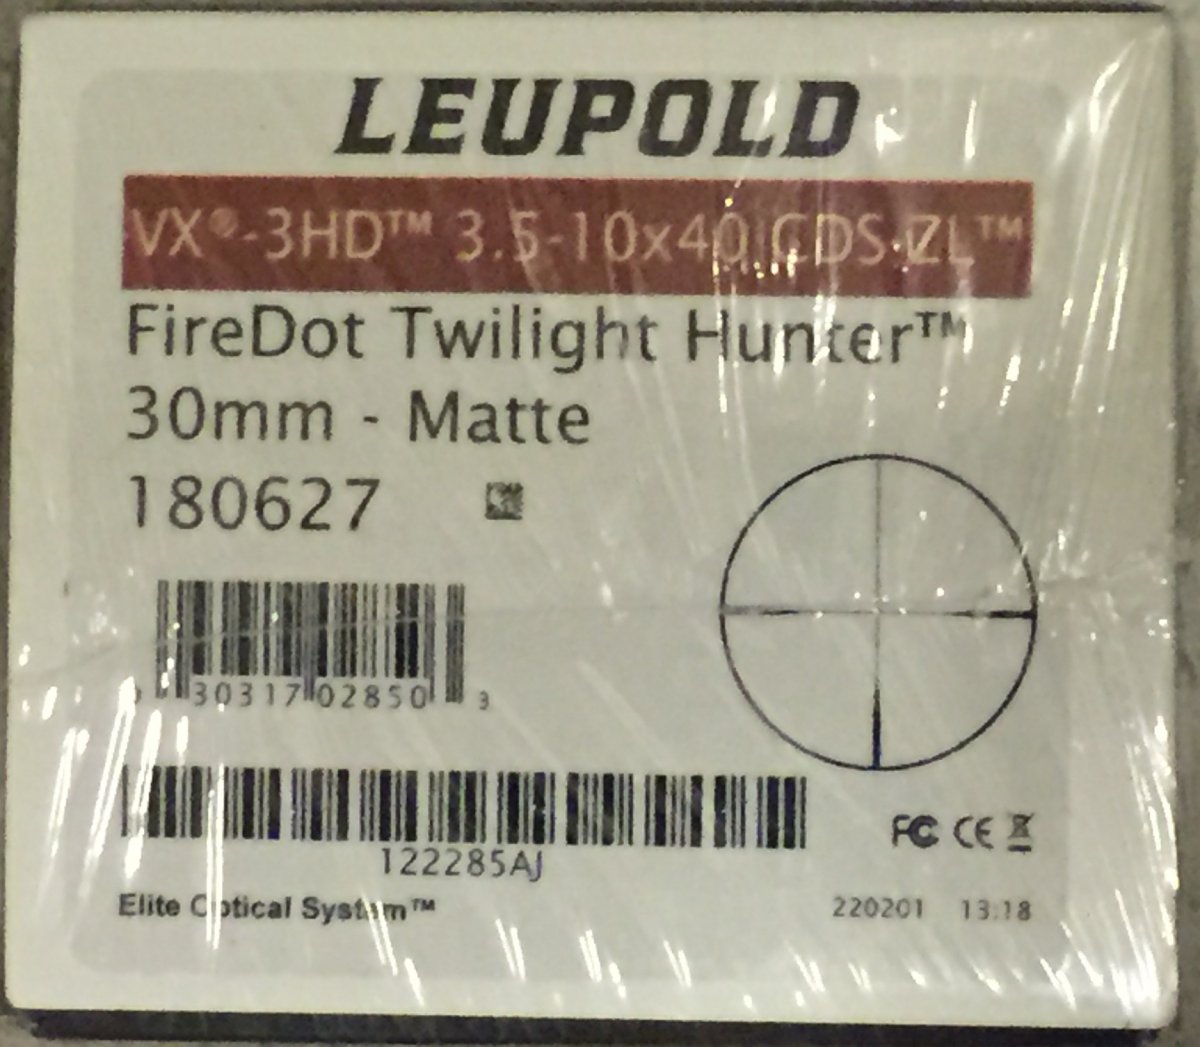 LEUPOLD
VX®-3HD™ 3.5-10x40 CDS-ZL™
FireDot Twilight Hunter™
30mm - Matte
180627
30317 02850 3
122285AJ
FC CE
Elite Optical System™
220201 13:18